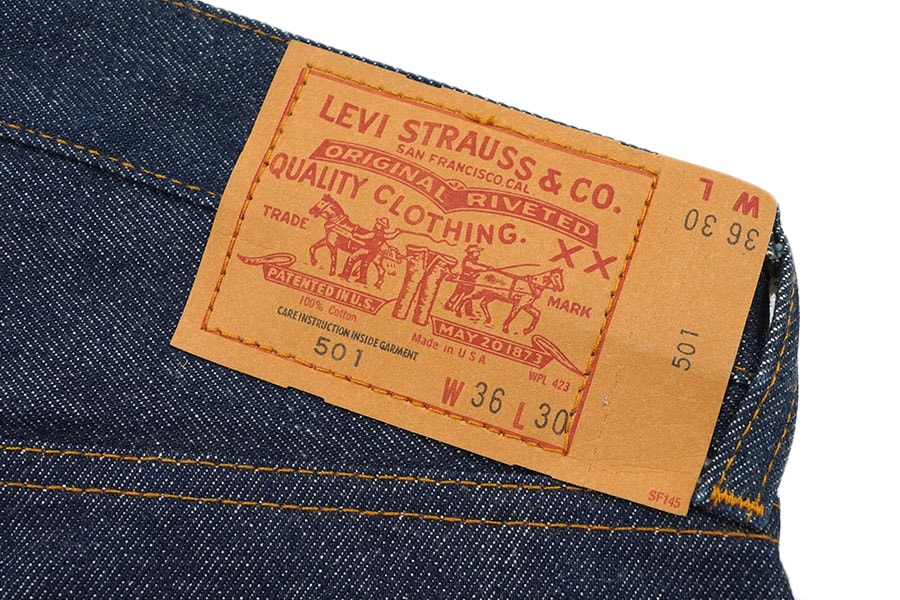 LEVI STRAUSS & CO.
SAN FRANCISCO.CAL
ORIGINAL RIVETED
QUALITY CLOTHING.
XX
TRADE MARK
PATENTED IN U.S.
MAY 20 1873
100% Cotton
CARE INSTRUCTION INSIDE GARMENT
Made in U S A
WPL 423
501
W 36 L 30
W L
36 30
501
SF145